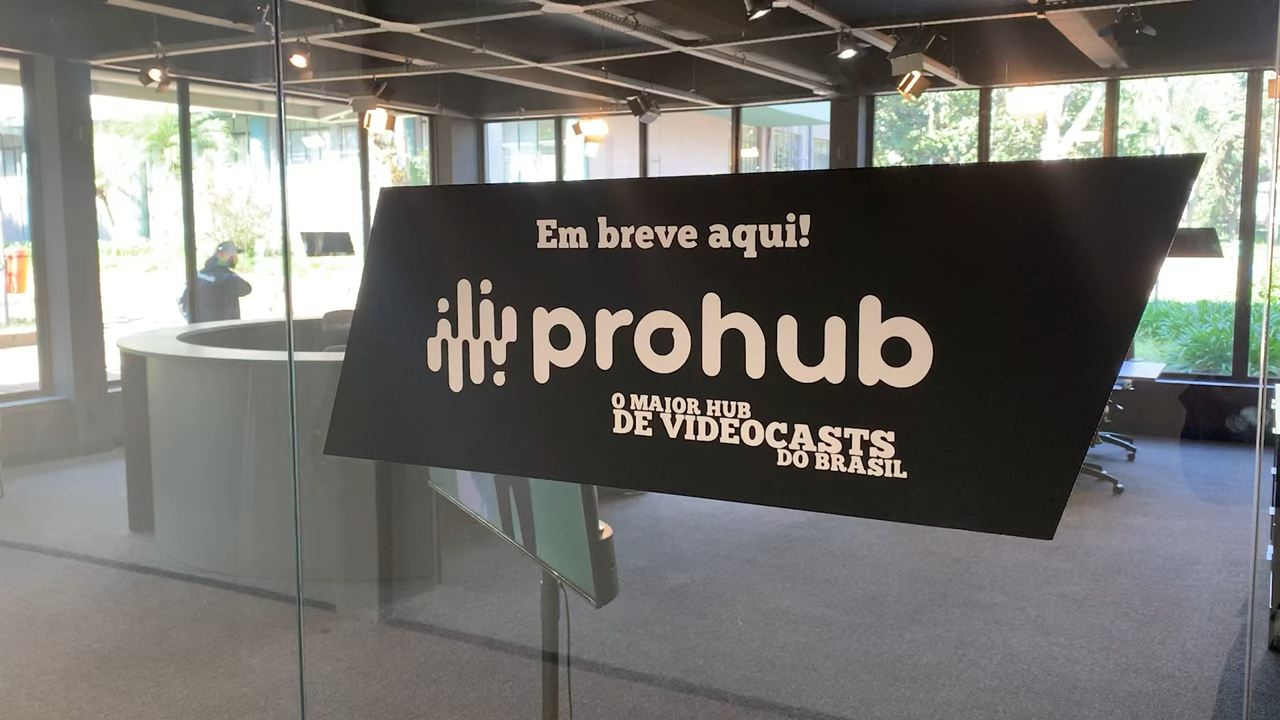 Em breve aqui!
prohub
O MAIOR HUB
DE VIDEOCASTS
DO BRASIL